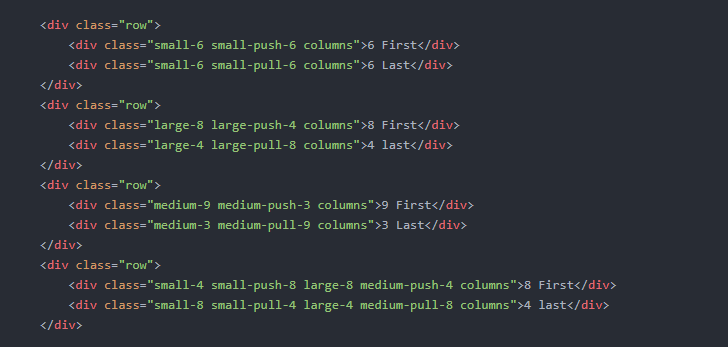 <div class="row">
    <div class="small-6 small-push-6 columns">6 First</div>
    <div class="small-6 small-pull-6 columns">6 Last</div>
</div>
<div class="row">
    <div class="large-8 large-push-4 columns">8 First</div>
    <div class="large-4 large-pull-8 columns">4 last</div>
</div>
<div class="row">
    <div class="medium-9 medium-push-3 columns">9 First</div>
    <div class="medium-3 medium-pull-9 columns">3 Last</div>
</div>
<div class="row">
    <div class="small-4 small-push-8 large-8 medium-push-4 columns">8 First</div>
    <div class="small-8 small-pull-4 large-4 medium-pull-8 columns">4 last</div>
</div>